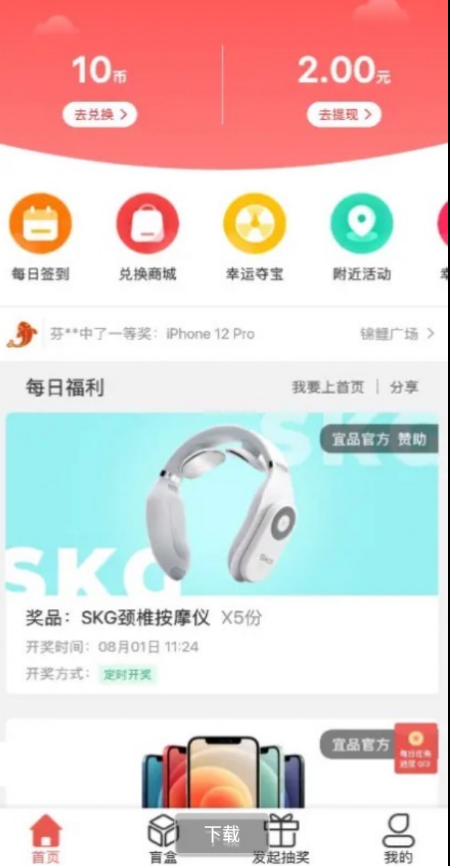 10币
2.00元
去兑换 >
去提现 >
每日签到
兑换商城
幸运夺宝
附近活动
芬**中了一等奖：iPhone 12 Pro
锦鲤广场 >
每日福利
我要上首页 | 分享
宜品官方 赞助
SKG
SKG
SKG
奖品：SKG颈椎按摩仪 X5份
开奖时间：08月01日 11:24
开奖方式：定时开奖
宜品官方
每日任务
首页
盲盒
下载
发起抽奖
我的